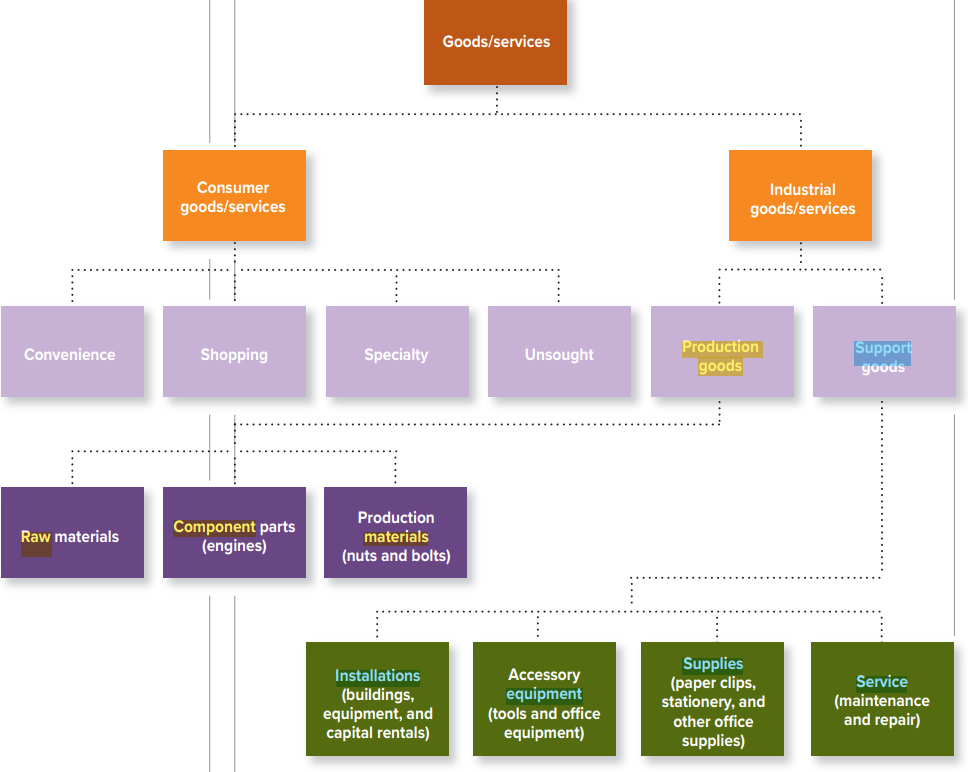 Goods/services
Consumer
goods/services
Industrial
goods/services
Convenience
Shopping
Specialty
Unsought
Production
goods
Support
goods
Raw materials
Component parts
(engines)
Production
materials
(nuts and bolts)
Installations
(buildings,
equipment, and
capital rentals)
Accessory
equipment
(tools and office
equipment)
Supplies
(paper clips,
stationery, and
other office
supplies)
Service
(maintenance
and repair)